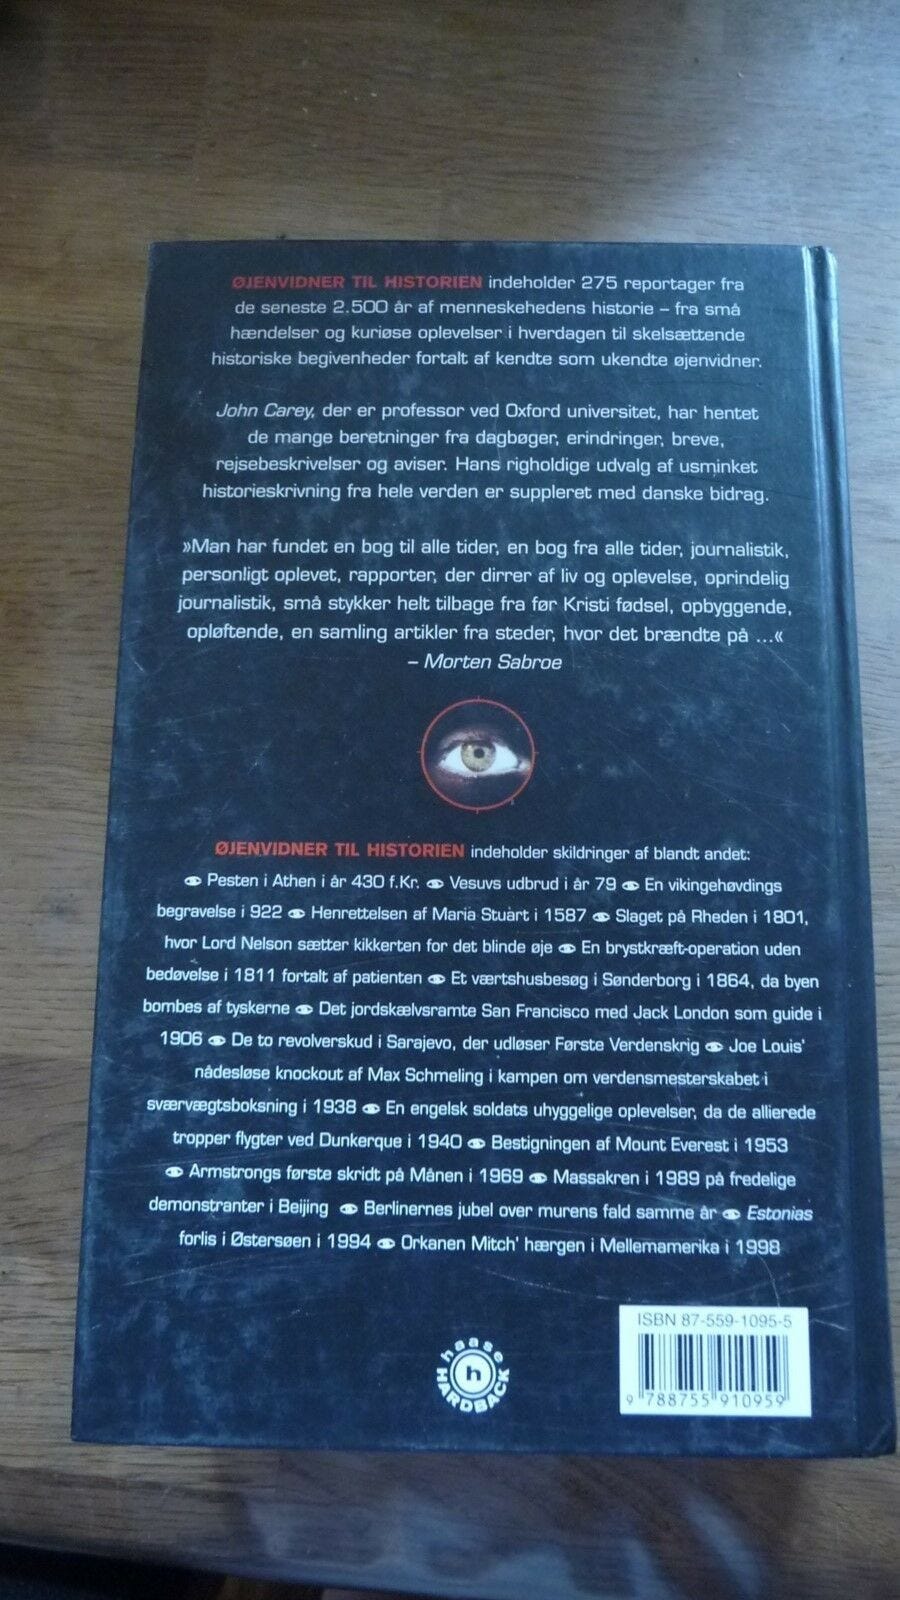 ØJENVIDNER TIL HISTORIEN indeholder 275 reportager fra
de seneste 2.500 år af menneskehedens historie – fra små
hændelser og kuriøse oplevelser i hverdagen til skelsættende
historiske begivenheder fortalt af kendte som ukendte øjenvidner.
John Carey, der er professor ved Oxford universitet, har hentet
de mange beretninger fra dagbøger, erindringer, breve,
rejsebeskrivelser og aviser. Hans righoldige udvalg af usminket
historieskrivning fra hele verden er suppleret med danske bidrag.
»Man har fundet en bog til alle tider, en bog fra alle tider, journalistik,
personligt oplevet, rapporter, der dirrer af liv og oplevelse, oprindelig
journalistik, små stykker helt tilbage fra før Kristi fødsel, opbyggende,
opløftende, en samling artikler fra steder, hvor det brændte på ...«
– Morten Sabroe
ØJENVIDNER TIL HISTORIEN indeholder skildringer af blandt andet:
Pesten i Athen i år 430 f.Kr. Vesuvs udbrud i år 79 En vikingehøvdings
begravelse i 922 Henrettelsen af Maria Stuart i 1587 Slaget på Rheden i 1801,
hvor Lord Nelson sætter kikkerten for det blinde øje En brystkræft-operation uden
bedøvelse i 1811 fortalt af patienten Et værtshusbesøg i Sønderborg i 1864, da byen
bombes af tyskerne Det jordskælvsramte San Francisco med Jack London som guide i
1906 De to revolverskud i Sarajevo, der udløser Første Verdenskrig Joe Louis'
nådesløse knockout af Max Schmeling i kampen om verdensmesterskabet i
sværvægtsboksning i 1938 En engelsk soldats uhyggelige oplevelser, da de allierede
tropper flygter ved Dunkerque i 1940 Bestigningen af Mount Everest i 1953
Armstrongs første skridt på Månen i 1969 Massakren i 1989 på fredelige
demonstranter i Beijing Berlinernes jubel over murens fald samme år Estonias
forlis i Østersøen i 1994 Orkanen Mitch' hærgen i Mellemamerika i 1998
haase
h
HARDBACK
ISBN 87-559-1095-5
9 788755 910959